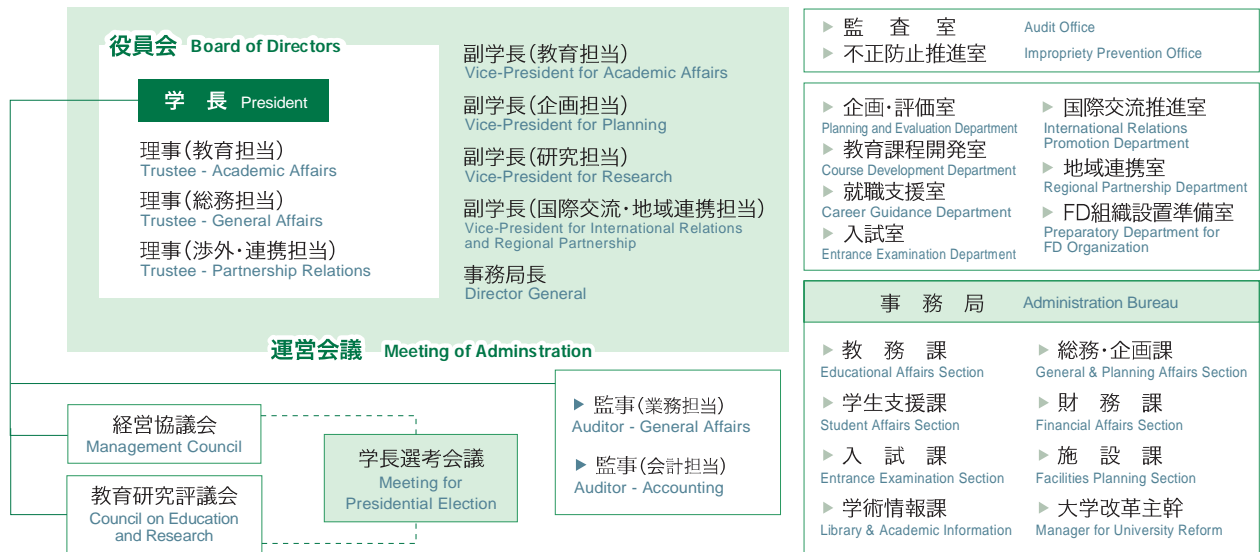 役員会 Board of Directors
学 長 President
理事(教育担当)
Trustee - Academic Affairs
理事(総務担当)
Trustee - General Affairs
理事(渉外・連携担当)
Trustee - Partnership Relations
副学長(教育担当)
Vice-President for Academic Affairs
副学長(企画担当)
Vice-President for Planning
副学長(研究担当)
Vice-President for Research
副学長(国際交流・地域連携担当)
Vice-President for International Relations
and Regional Partnership
事務局長
Director General
運営会議 Meeting of Adminstration
経営協議会
Management Council
教育研究評議会
Council on Education
and Research
学長選考会議
Meeting for
Presidential Election
監事(業務担当)
Auditor - General Affairs
監事(会計担当)
Auditor - Accounting
監 査 室 Audit Office
不正防止推進室 Impropriety Prevention Office
企画・評価室
Planning and Evaluation Department
教育課程開発室
Course Development Department
就職支援室
Career Guidance Department
入試室
Entrance Examination Department
国際交流推進室
International Relations
Promotion Department
地域連携室
Regional Partnership Department
FD組織設置準備室
Preparatory Department for
FD Organization
事 務 局 Administration Bureau
教 務 課
Educational Affairs Section
学生支援課
Student Affairs Section
入 試 課
Entrance Examination Section
学術情報課
Library & Academic Information
総務・企画課
General & Planning Affairs Section
財 務 課
Financial Affairs Section
施 設 課
Facilities Planning Section
大学改革主幹
Manager for University Reform